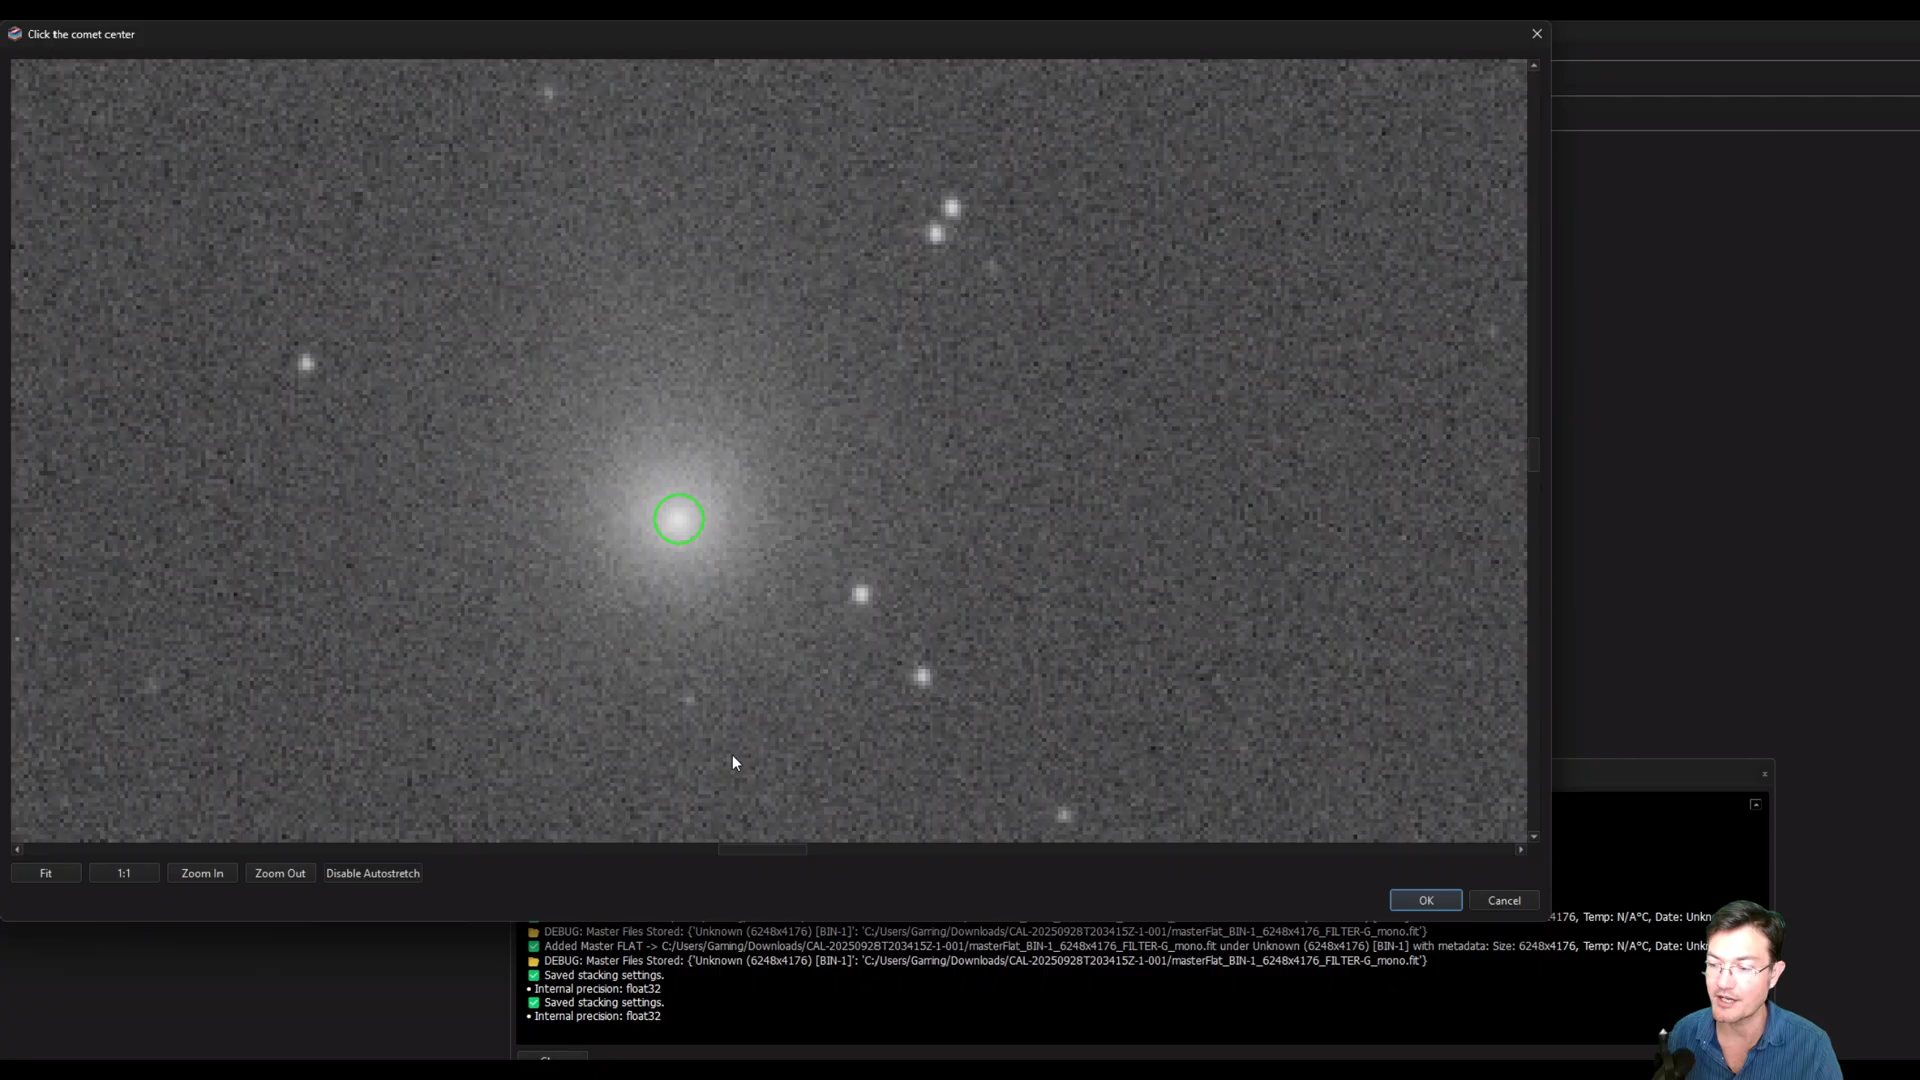 Click the comet center
Fit
1:1
Zoom In
Zoom Out
Disable Autostretch
OK
Cancel
4176, Temp: N/A°C, Date: Unkn
DEBUG: Master Files Stored: {'Unknown (6248x4176) [BIN-1]': 'C:/Users/Gaming/Downloads/CAL-20250928T203415Z-1-001/masterFlat_BIN-1_6248x4176_FILTER-G_mono.fit'}
Added Master FLAT -> C:/Users/Gaming/Downloads/CAL-20250928T203415Z-1-001/masterFlat_BIN-1_6248x4176_FILTER-G_mono.fit under Unknown (6248x4176) [BIN-1] with metadata: Size: 6248x4176, Temp: N/A°C, Date: Unkn
DEBUG: Master Files Stored: {'Unknown (6248x4176) [BIN-1]': 'C:/Users/Gaming/Downloads/CAL-20250928T203415Z-1-001/masterFlat_BIN-1_6248x4176_FILTER-G_mono.fit'}
Saved stacking settings.
• Internal precision: float32
Saved stacking settings.
• Internal precision: float32